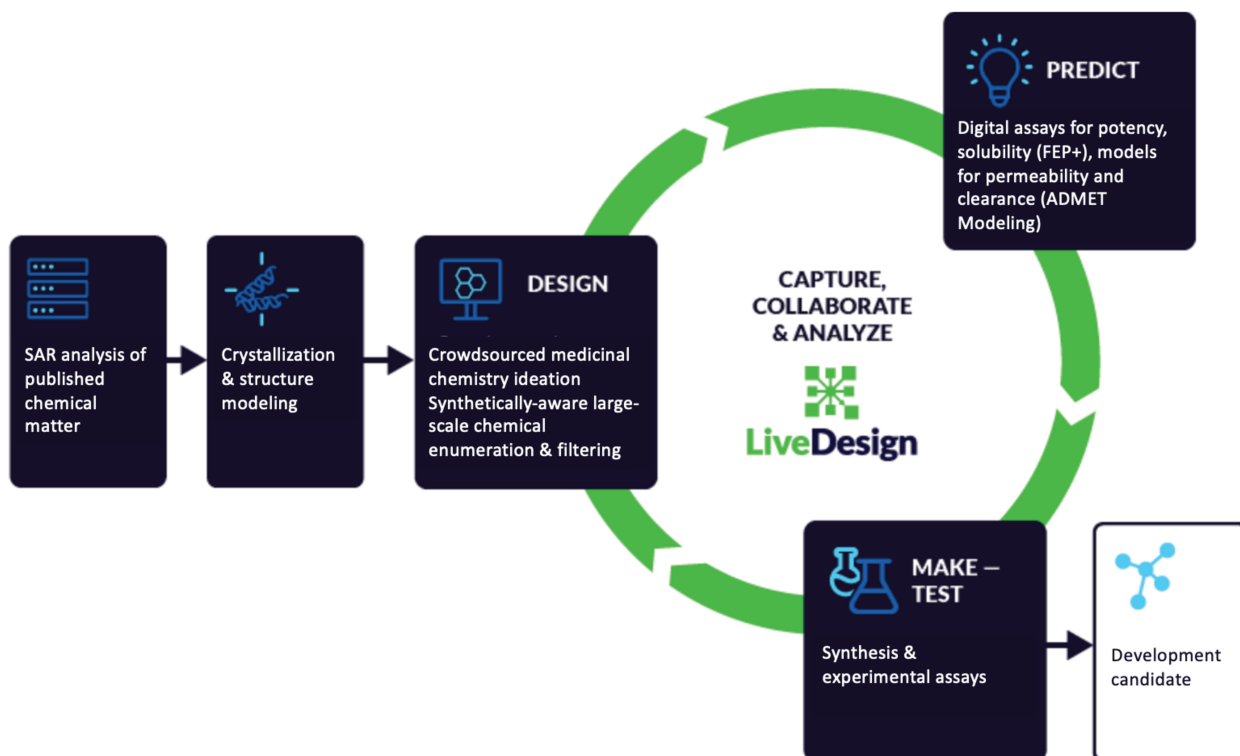 SAR analysis of
published
chemical
matter
Crystallization
& structure
modeling
DESIGN
Crowdsourced medicinal
chemistry ideation
Synthetically-aware large-
scale chemical
enumeration & filtering
PREDICT
Digital assays for potency,
solubility (FEP+), models
for permeability and
clearance (ADMET
Modeling)
CAPTURE,
COLLABORATE
& ANALYZE
LiveDesign
MAKE –
TEST
Synthesis &
experimental assays
Development
candidate